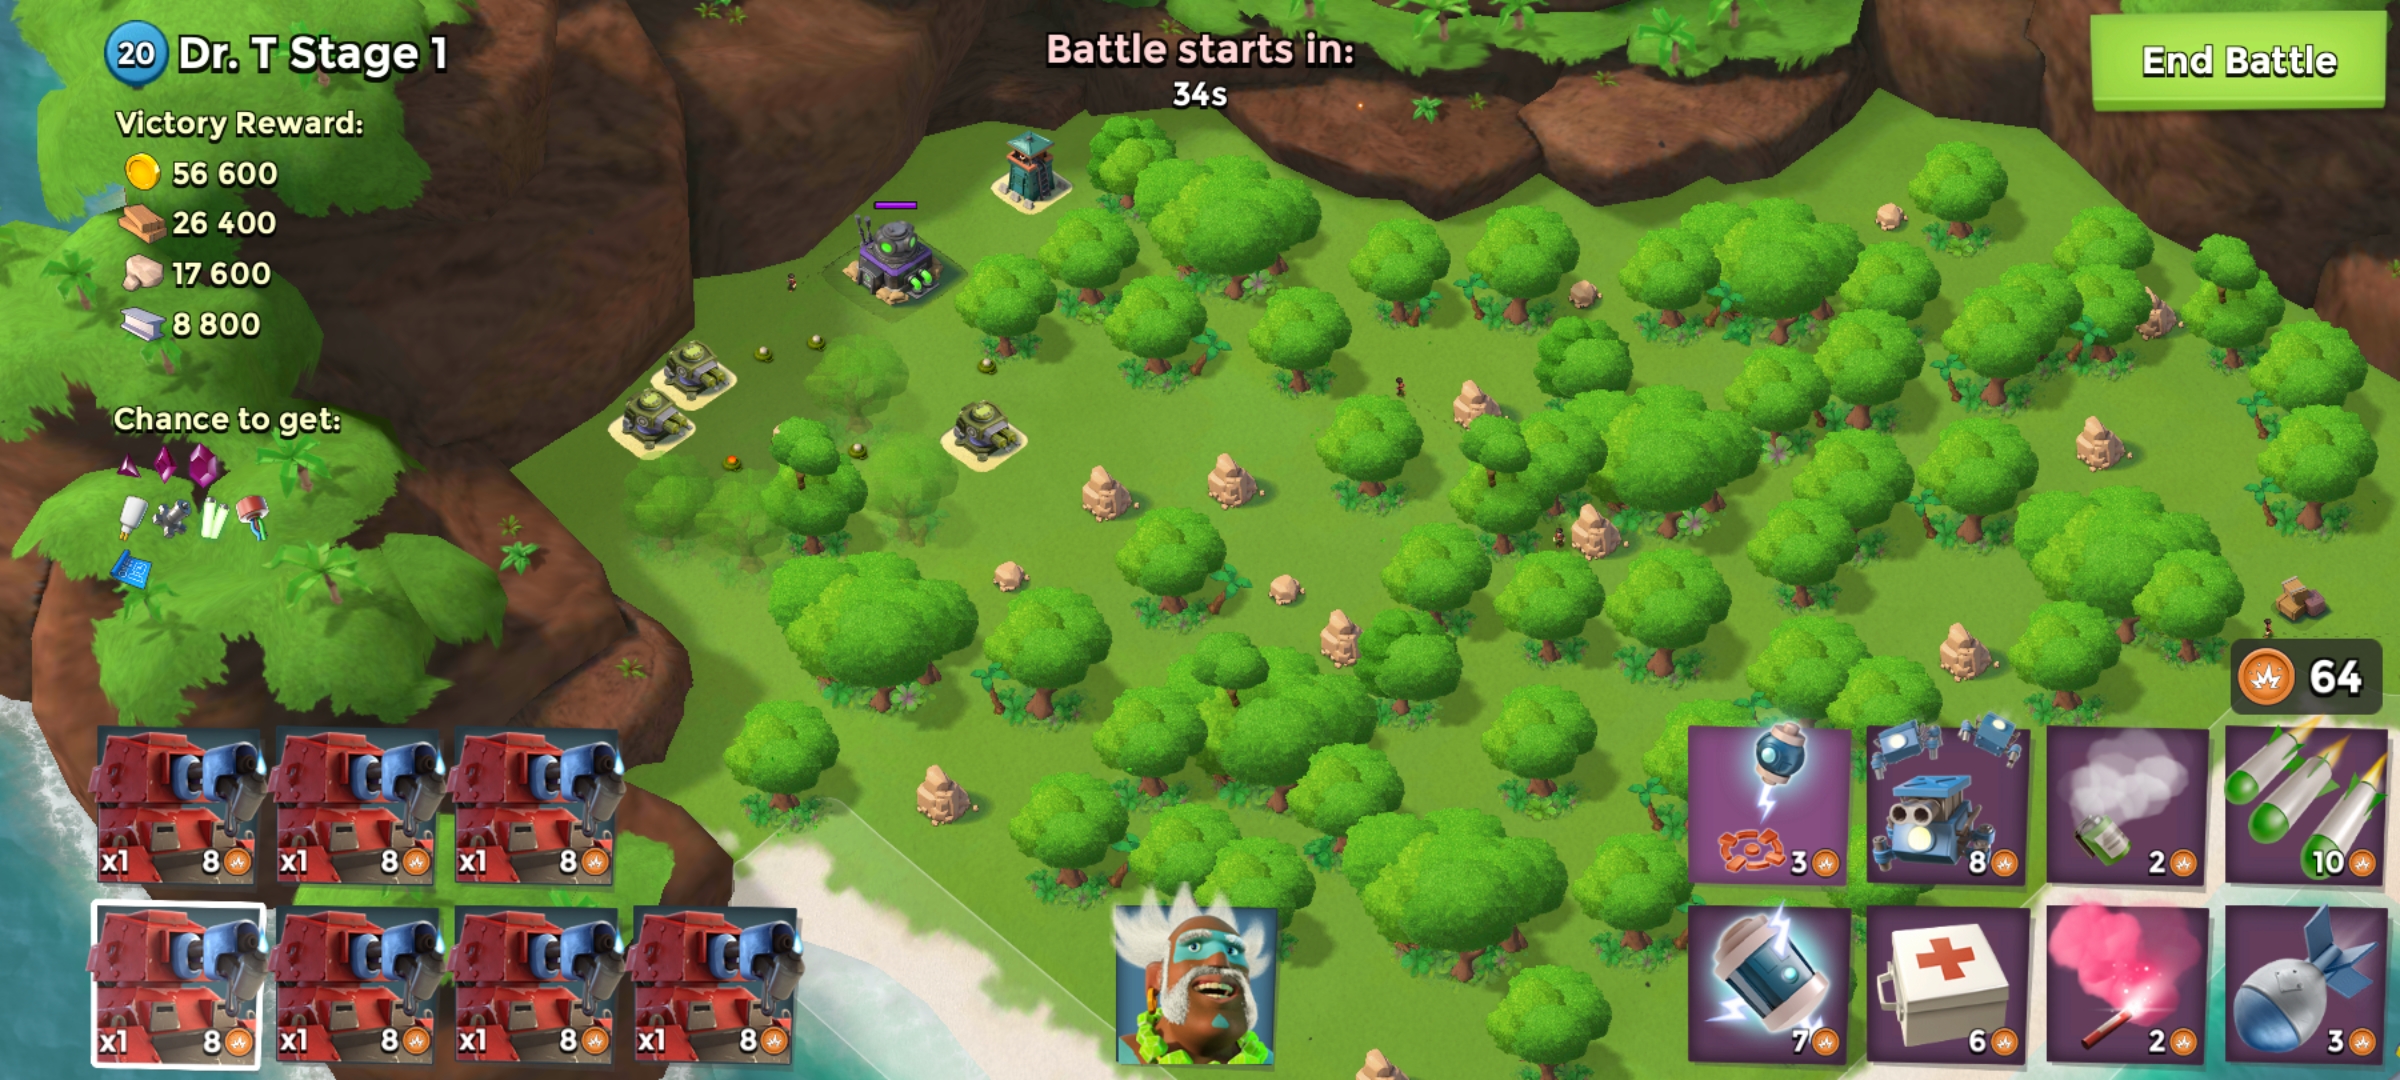 20 Dr. T Stage 1
Victory Reward:
56 600
26 400
17 600
8 800
Chance to get:
Battle starts in:
34s
End Battle
64
x1 8
x1 8
x1 8
3
8
2
10
x1 8
x1 8
x1 8
x1 8
7
6
2
3